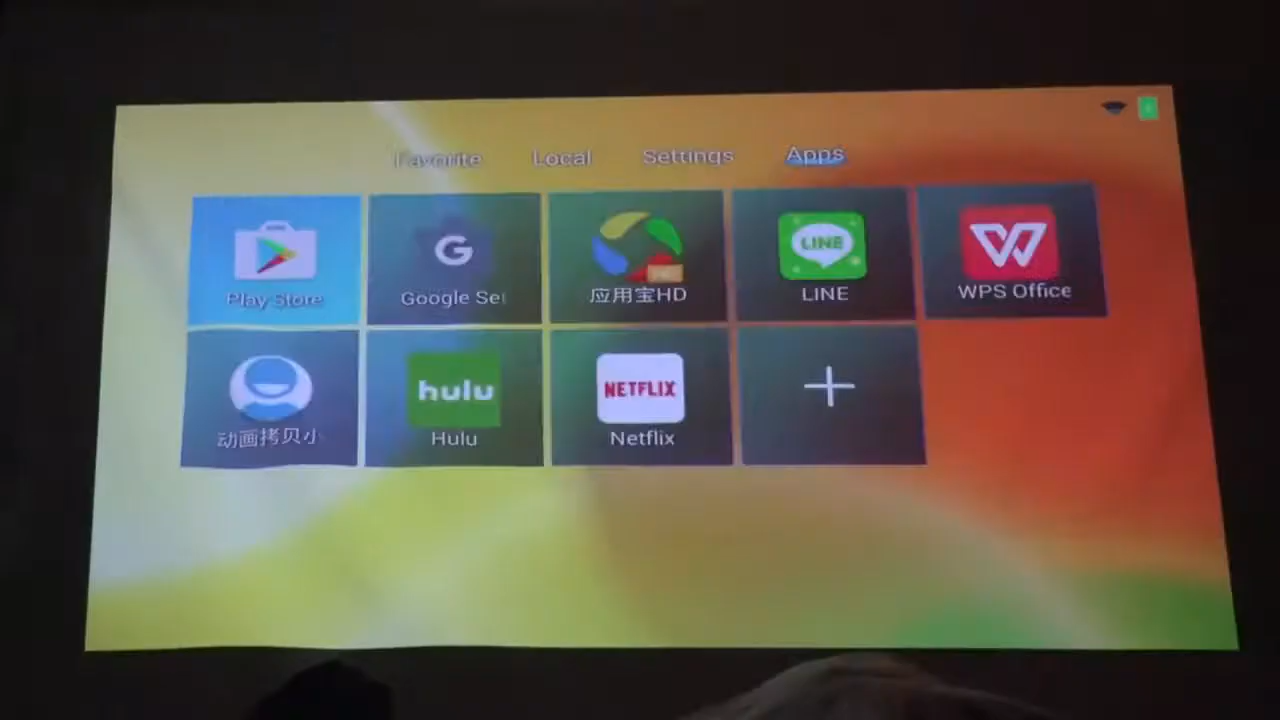 Favorite Local Settings Apps
Play Store
Google Set
应用宝HD
LINE
LINE
WPS Office
动画拷贝小
hulu
Hulu
NETFLIX
Netflix